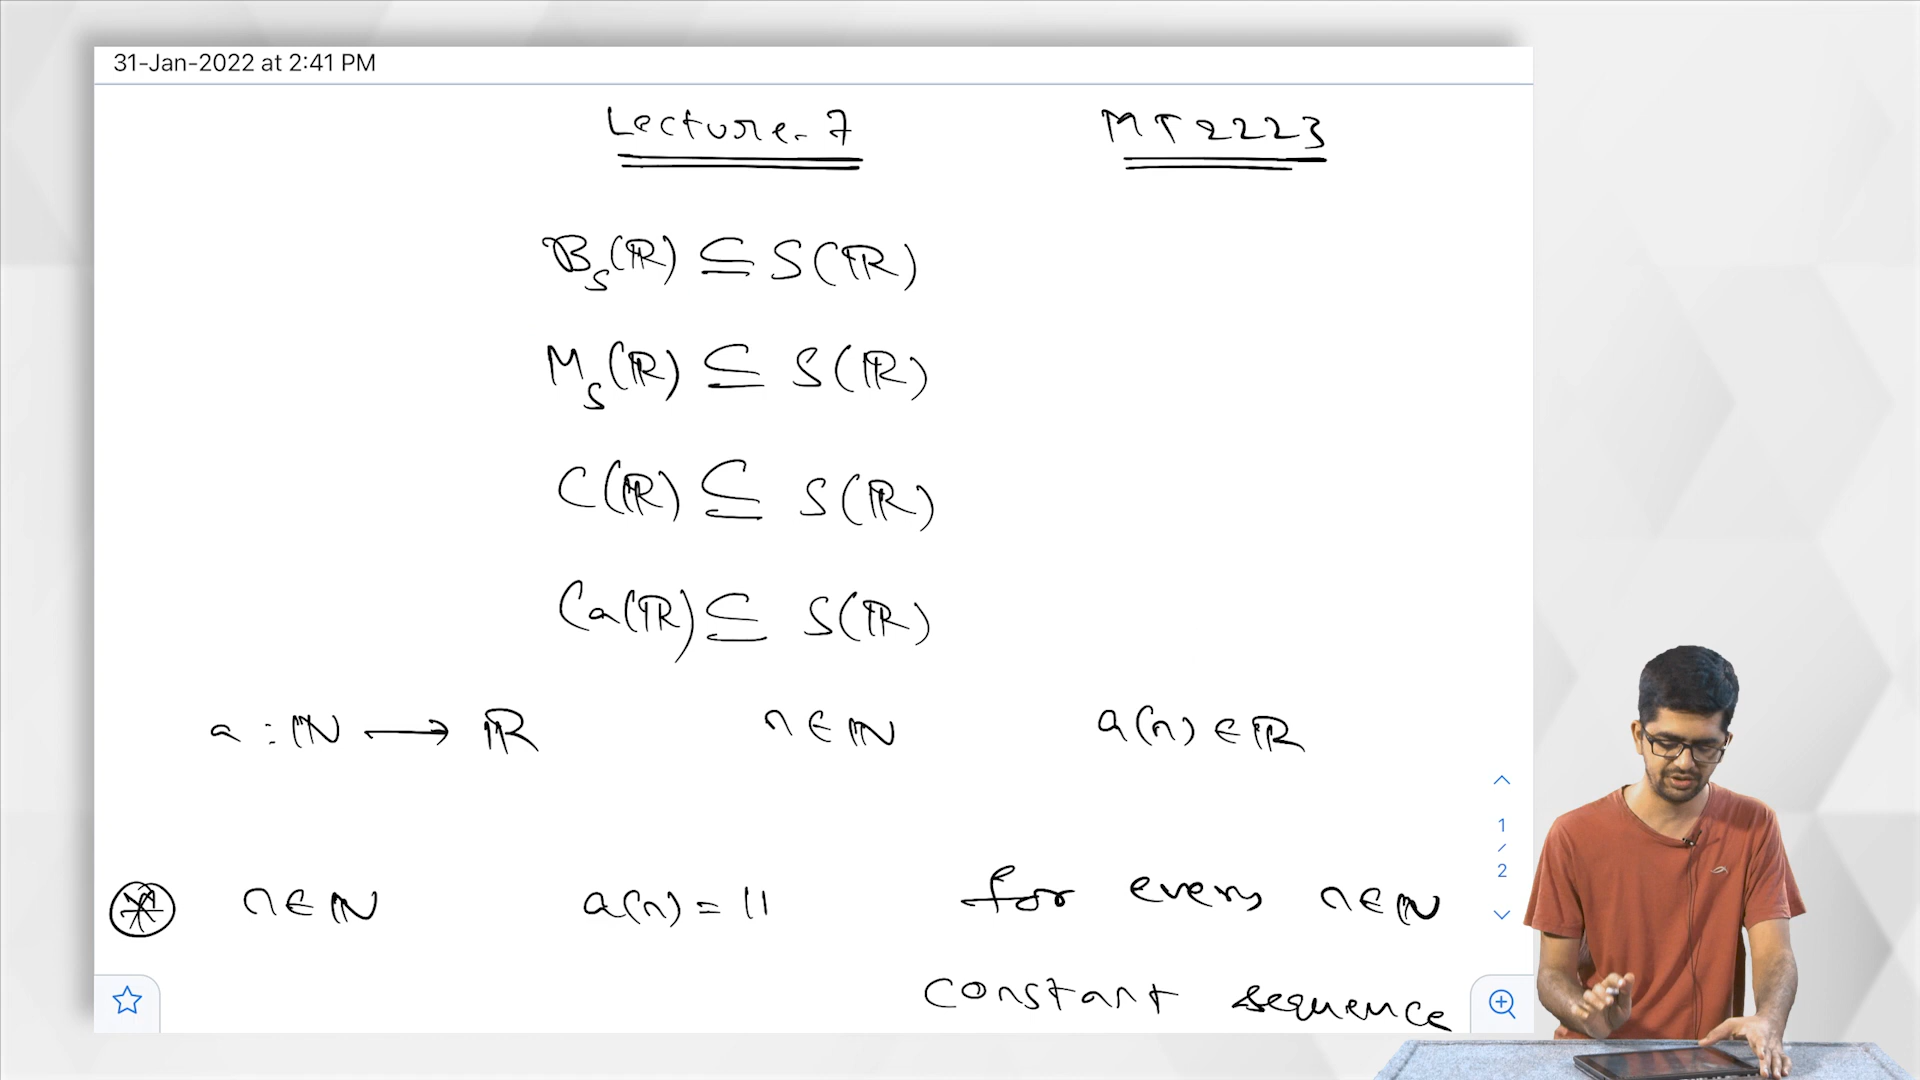 31-Jan-2022 at 2:41 PM
Lecture-7 MT2223
B_S(ℝ) ⊆ S(ℝ)
M_S(ℝ) ⊆ S(ℝ)
C(ℝ) ⊆ S(ℝ)
Ca(ℝ) ⊆ S(ℝ)
a : ℕ ⟶ ℝ n ∈ ℕ a(n) ∈ ℝ
1
/
2
n ∈ ℕ a(n) = 11 for every n ∈ ℕ
constant sequence